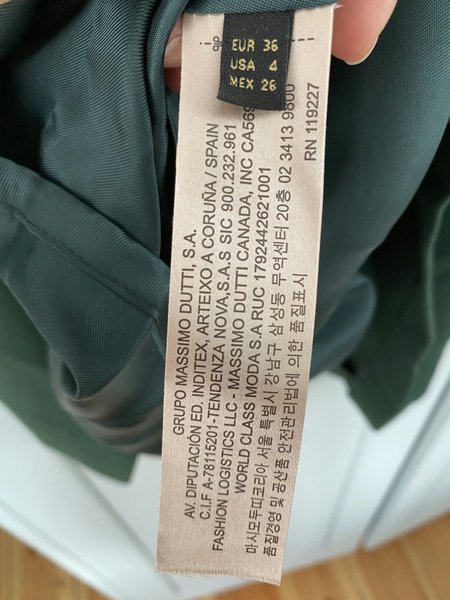 EUR 36
USA 4
MEX 26
GRUPO MASSIMO DUTTI, S.A.
AV. DIPUTACIÓN ED. INDITEX, ARTEIXO A CORUÑA / SPAIN
C.I.F A-78115201-TENDENZA NOVA,S.A.S SIC 900.232.961
FASHION LOGISTICS LLC - MASSIMO DUTTI CANADA, INC CA569
WORLD CLASS MODA S.A RUC 1792442621001
마시모두띠코리아 서울 특별시 강남구 삼성동 무역센터 20층 02 3413 9800
품질경영 및 공산품 안전관리법에 의한 품질표시
RN 119227